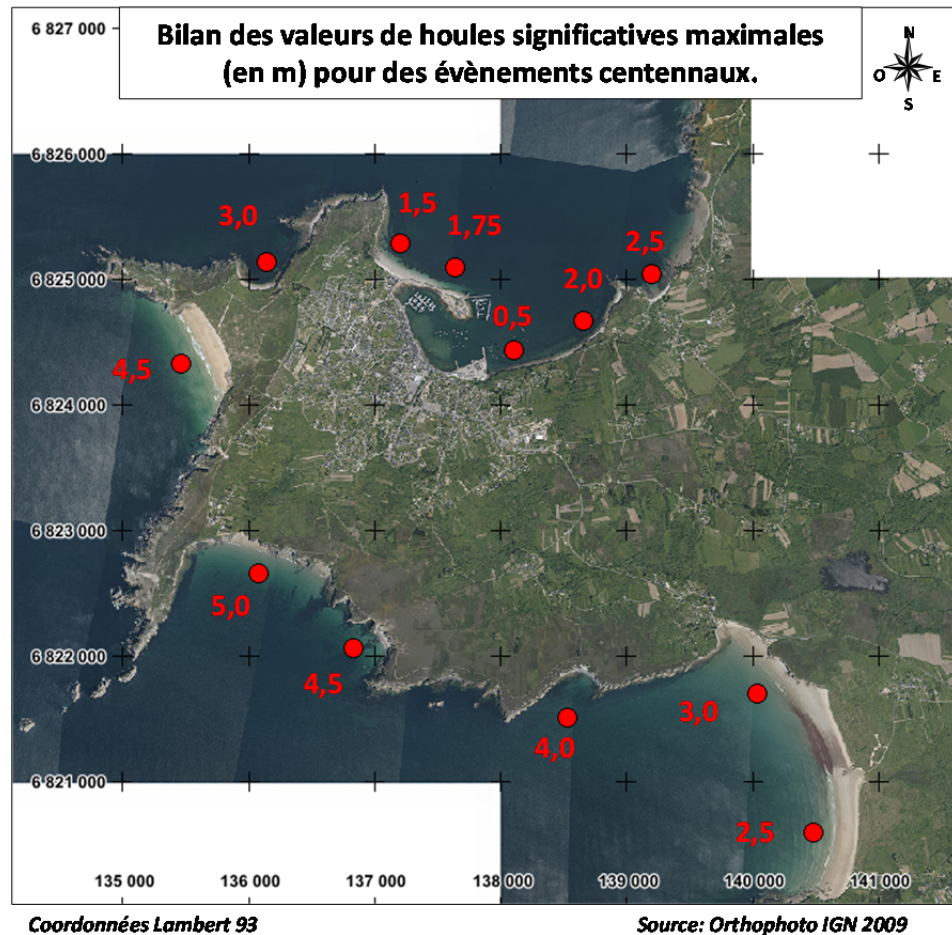 Bilan des valeurs de houles significatives maximales
(en m) pour des évènements centennaux.
N
O E
S
6 827 000
6 826 000
3,0
1,5
1,75
2,5
6 825 000
2,0
0,5
4,5
6 824 000
6 823 000
5,0
6 822 000
4,5
3,0
4,0
6 821 000
2,5
135 000 136 000 137 000 138 000 139 000 140 000 141 000
Coordonnées Lambert 93 Source: Orthophoto IGN 2009